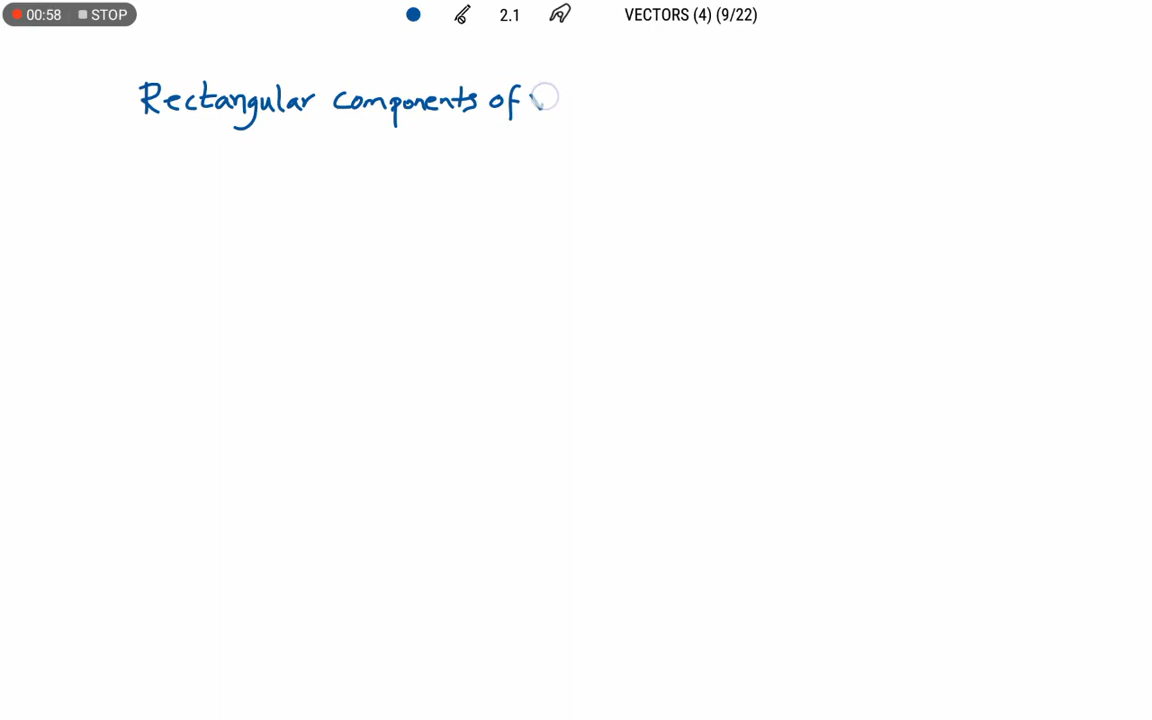 00:58 STOP 2.1 VECTORS (4) (9/22)
Rectangular components of